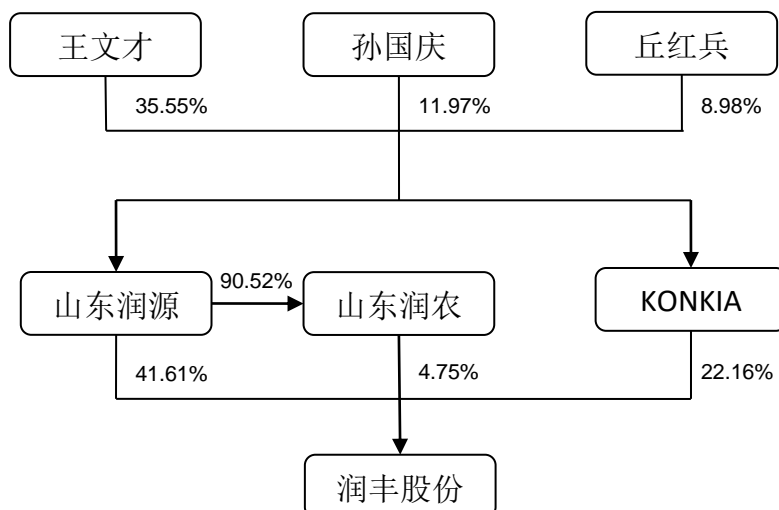 王文才
孙国庆
丘红兵
35.55%
11.97%
8.98%
山东润源
90.52%
山东润农
KONKIA
41.61%
4.75%
22.16%
润丰股份